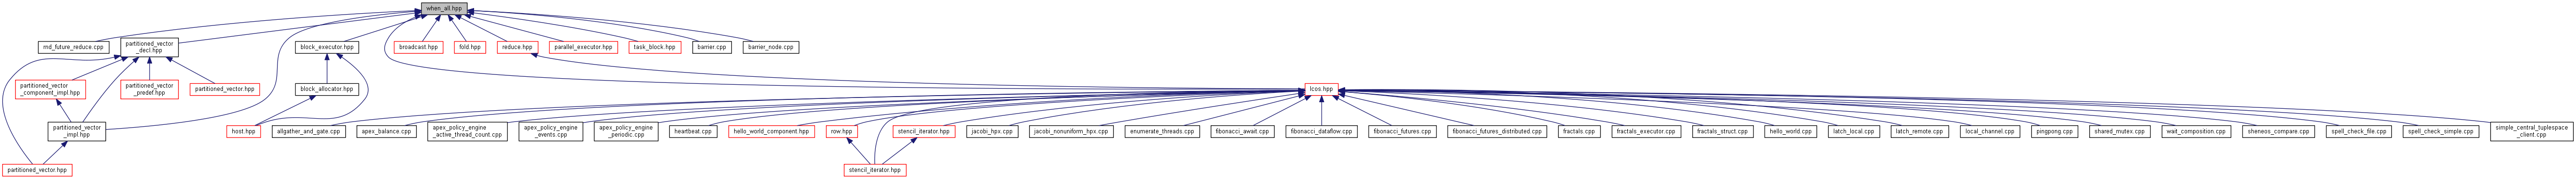 when_all.hpp
md_future_reduce.cpp
partitioned_vector
_decl.hpp
block_executor.hpp
broadcast.hpp
fold.hpp
reduce.hpp
parallel_executor.hpp
task_block.hpp
barrier.cpp
barrier_node.cpp
partitioned_vector
_component_impl.hpp
partitioned_vector
_predef.hpp
partitioned_vector.hpp
block_allocator.hpp
lcos.hpp
partitioned_vector
_impl.hpp
host.hpp
allgather_and_gate.cpp
apex_balance.cpp
apex_policy_engine
_active_thread_count.cpp
apex_policy_engine
_events.cpp
apex_policy_engine
_periodic.cpp
heartbeat.cpp
hello_world_component.hpp
row.hpp
stencil_iterator.hpp
jacobi_hpx.cpp
jacobi_nonuniform_hpx.cpp
enumerate_threads.cpp
fibonacci_await.cpp
fibonacci_dataflow.cpp
fibonacci_futures.cpp
fibonacci_futures_distributed.cpp
fractals.cpp
fractals_executor.cpp
fractals_struct.cpp
hello_world.cpp
latch_local.cpp
latch_remote.cpp
local_channel.cpp
pingpong.cpp
shared_mutex.cpp
wait_composition.cpp
sheneos_compare.cpp
spell_check_file.cpp
spell_check_simple.cpp
simple_central_tuplespace
_client.cpp
partitioned_vector.hpp
stencil_iterator.hpp